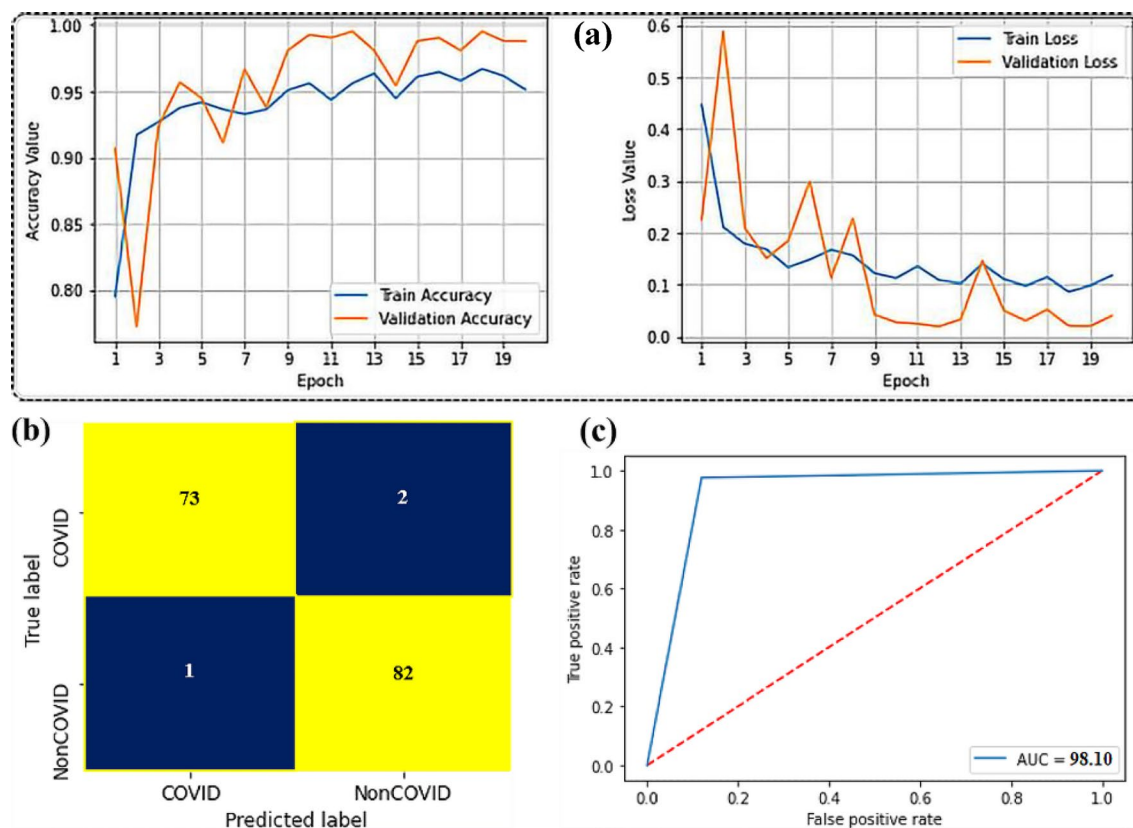 (a)
1.00
0.95
0.90
0.85
0.80
Accuracy Value
Train Accuracy
Validation Accuracy
1 3 5 7 9 11 13 15 17 19
Epoch
0.6
0.5
0.4
0.3
0.2
0.1
0.0
Loss Value
Train Loss
Validation Loss
1 3 5 7 9 11 13 15 17 19
Epoch
(b)
True label
COVID
NonCOVID
73 2
1 82
COVID NonCOVID
Predicted label
(c)
1.0
0.8
0.6
0.4
0.2
0.0
True positive rate
AUC = 98.10
0.0 0.2 0.4 0.6 0.8 1.0
False positive rate